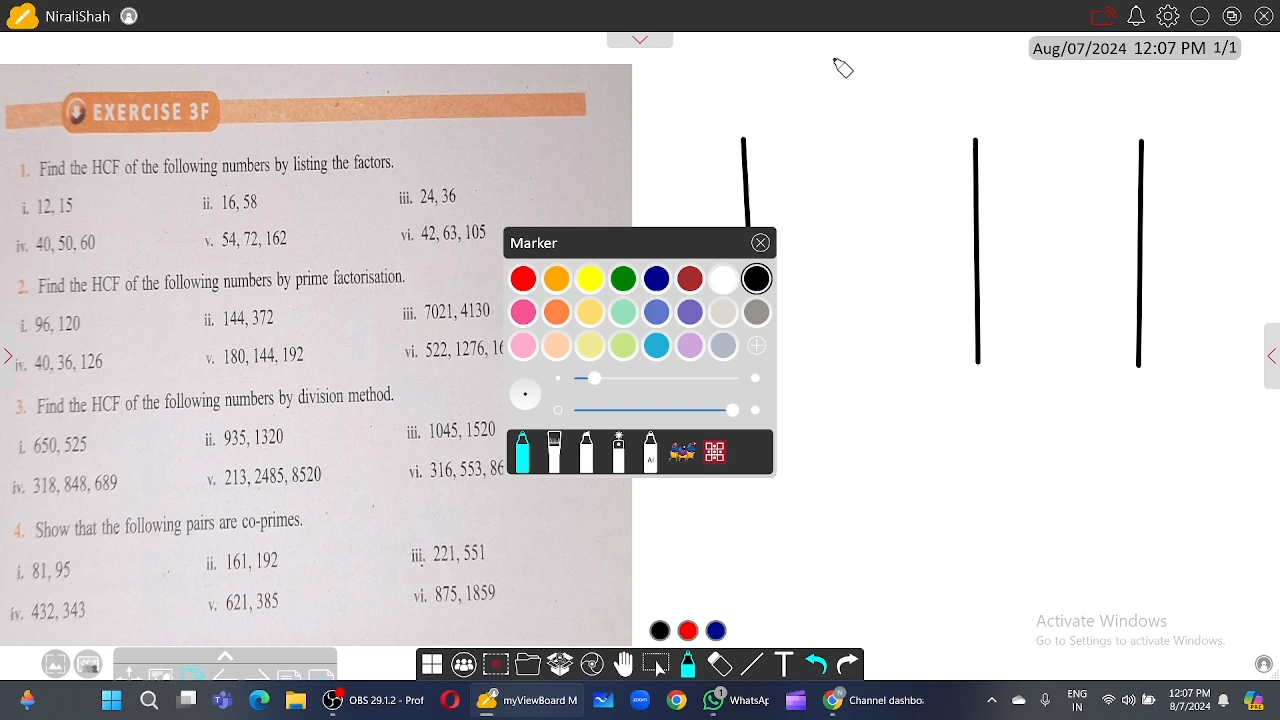 NiraliShah
Aug/07/2024 12:07 PM 1/1
EXERCISE 3F
1. Find the HCF of the following numbers by listing the factors.
i. 12, 15 ii. 16, 58 iii. 24, 36
iv. 40, 50, 60 v. 54, 72, 162 vi. 42, 63, 105
2. Find the HCF of the following numbers by prime factorisation.
i. 96, 120 ii. 144, 372 iii. 7021, 4130
iv. 40, 36, 126 v. 180, 144, 192 vi. 522, 1276, 16
3. Find the HCF of the following numbers by division method.
i. 650, 525 ii. 935, 1320 iii. 1045, 1520
iv. 318, 848, 689 v. 213, 2485, 8520 vi. 316, 553, 86
4. Show that the following pairs are co-primes.
i. 81, 95 ii. 161, 192 iii. 221, 551
iv. 432, 343 v. 621, 385 vi. 875, 1859
Marker
AI
Activate Windows
Go to Settings to activate Windows.
OBS 29.1.2 - Prof
myViewBoard M
WhatsAp
Channel dashbo
ENG
IN
12:07 PM
8/7/2024